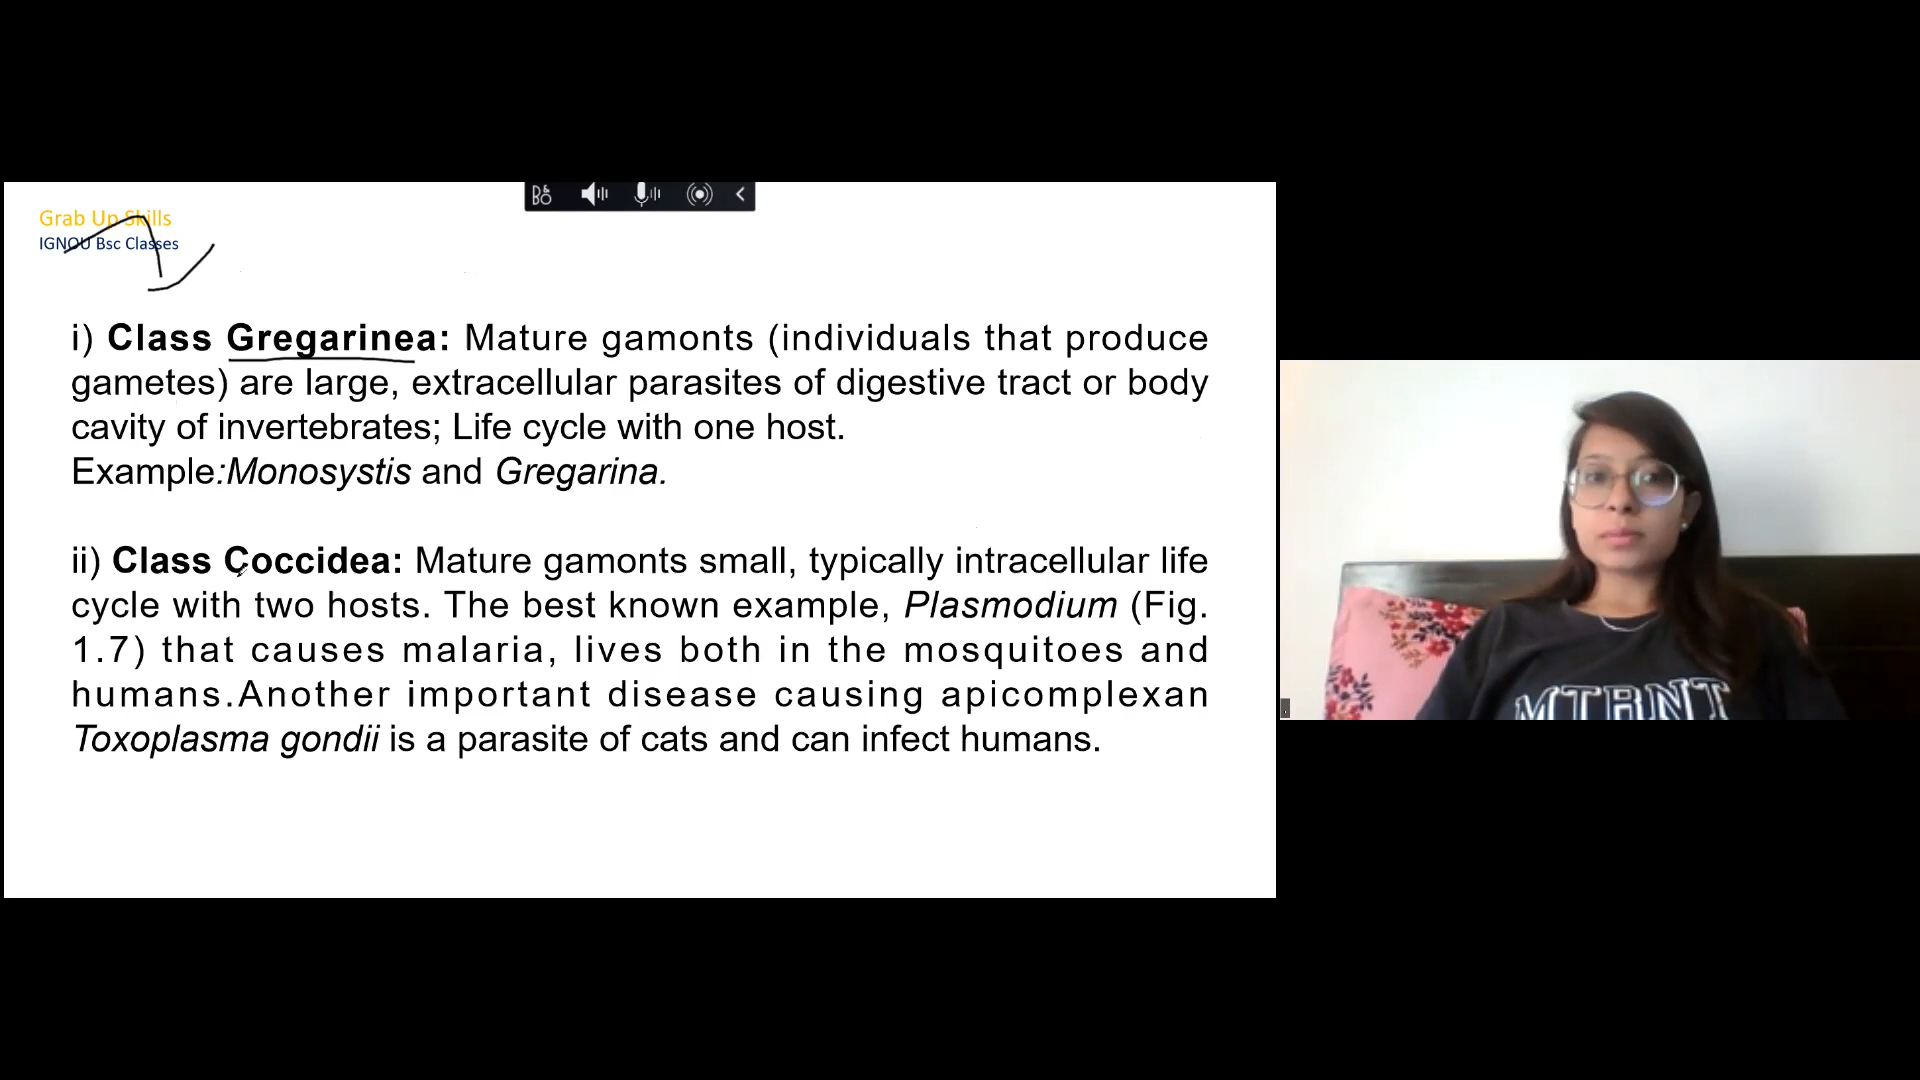 Grab Up Skills
IGNOU Bsc Classes
i) Class Gregarinea: Mature gamonts (individuals that produce
gametes) are large, extracellular parasites of digestive tract or body
cavity of invertebrates; Life cycle with one host.
Example:Monosystis and Gregarina.
ii) Class Coccidea: Mature gamonts small, typically intracellular life
cycle with two hosts. The best known example, Plasmodium (Fig.
1.7) that causes malaria, lives both in the mosquitoes and
humans.Another important disease causing apicomplexan
Toxoplasma gondii is a parasite of cats and can infect humans.
MTRNT